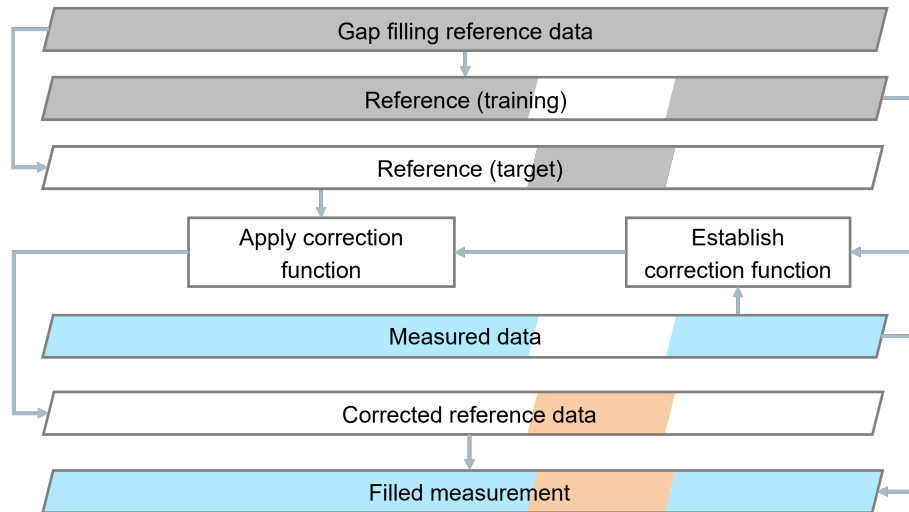 Gap filling reference data
Reference (training)
Reference (target)
Apply correction
function
Establish
correction function
Measured data
Corrected reference data
Filled measurement